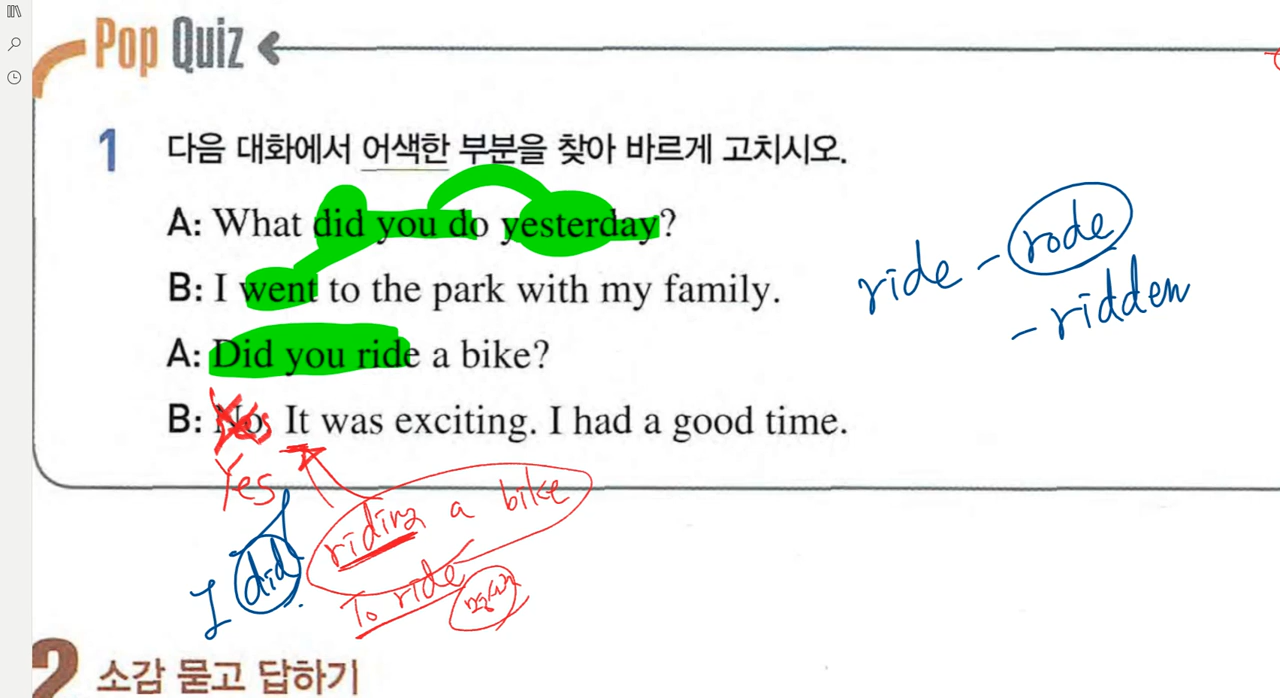 Pop Quiz
1 다음 대화에서 어색한 부분을 찾아 바르게 고치시오.
A: What did you do yesterday?
B: I went to the park with my family.
A: Did you ride a bike?
B: No, It was exciting. I had a good time.
ride - rode
- ridden
Yes
I did.
riding a bike
To ride
2 소감 묻고 답하기